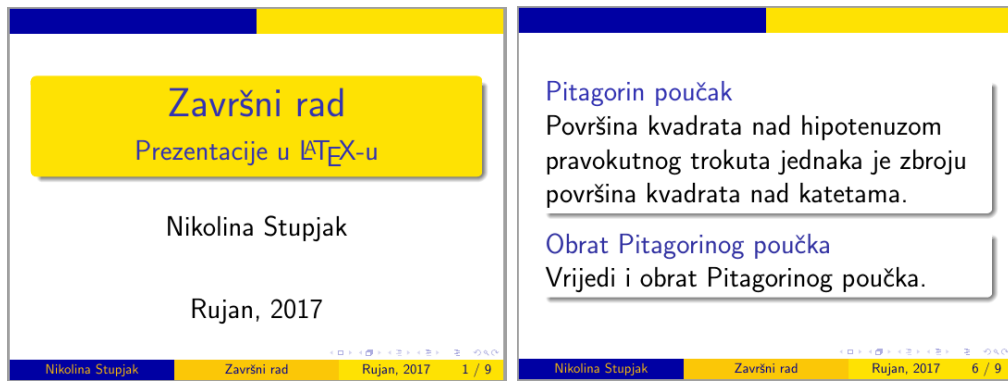 Završni rad
Prezentacije u LATEX-u
Nikolina Stupjak
Rujan, 2017
Nikolina Stupjak Završni rad Rujan, 2017 1 / 9
Pitagorin poučak
Površina kvadrata nad hipotenuzom
pravokutnog trokuta jednaka je zbroju
površina kvadrata nad katetama.
Obrat Pitagorinog poučka
Vrijedi i obrat Pitagorinog poučka.
Nikolina Stupjak Završni rad Rujan, 2017 6 / 9